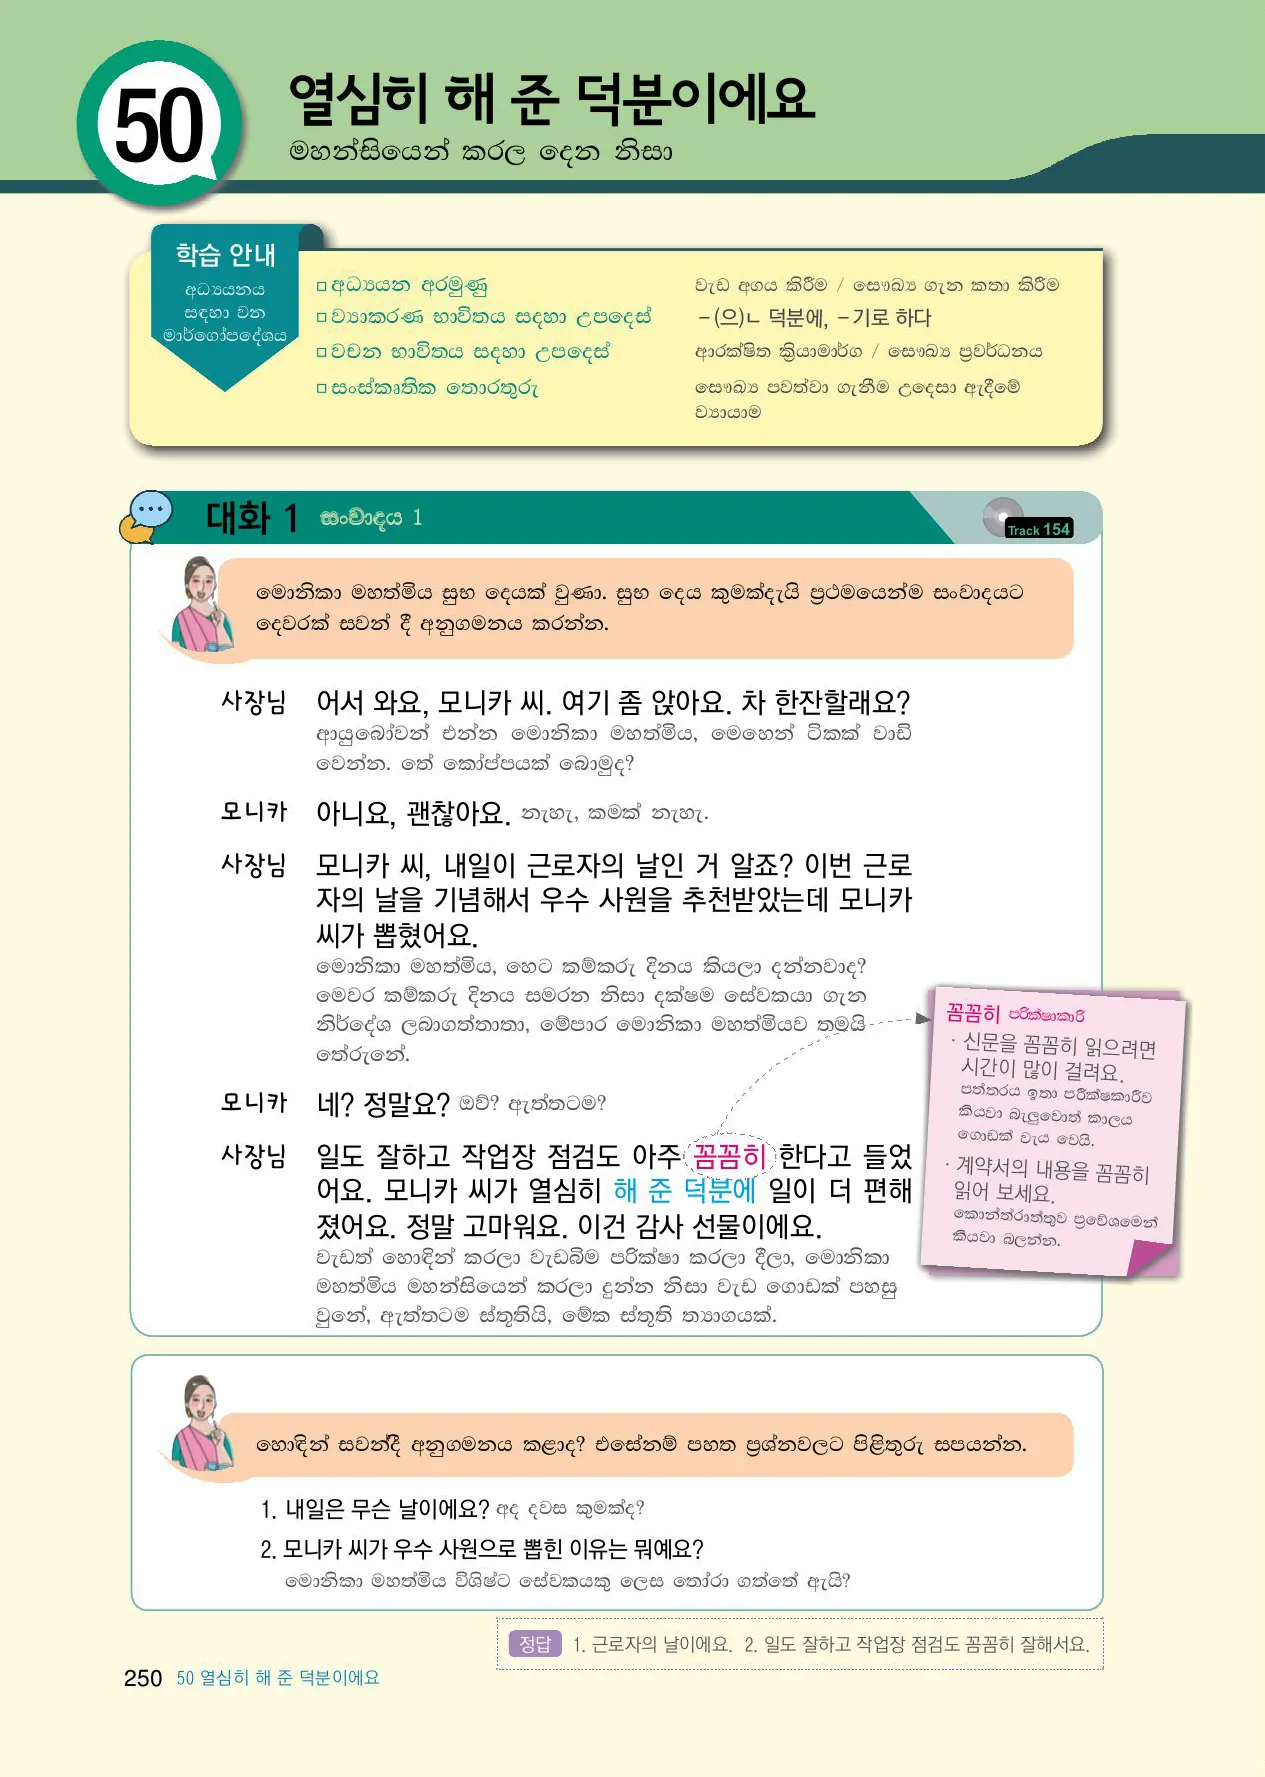 50
열심히 해 준 덕분이에요
මහන්සියෙන් කරල දෙන නිසා
학습 안내
අධ්‍යයනය
සඳහා වන
මාර්ගෝපදේශය
□ අධ්‍යයන අරමුණු
වැඩ අගය කිරීම / සෞඛ්‍ය ගැන කතා කිරීම
□ ව්‍යාකරණ භාවිතය සදහා උපදෙස්
-(으)ㄴ 덕분에, -기로 하다
□ වචන භාවිතය සදහා උපදෙස්
ආරක්ෂිත ක්‍රියාමාර්ග / සෞඛ්‍ය ප්‍රවර්ධනය
□ සංස්කෘතික තොරතුරු
සෞඛ්‍ය පවත්වා ගැනීම උදෙසා ඇදීමේ
ව්‍යායාම
대화 1 සංවාදය 1
Track 154
මොනිකා මහත්මිය සුභ දෙයක් වුණා. සුභ දෙය කුමක්දැයි ප්‍රථමයෙන්ම සංවාදයට
දෙවරක් සවන් දී අනුගමනය කරන්න.
사장님 어서 와요, 모니카 씨. 여기 좀 앉아요. 차 한잔할래요?
ආයුබෝවන් එන්න මොනිකා මහත්මිය, මෙහෙන් ටිකක් වාඩි
වෙන්න. තේ කෝප්පයක් බොමුද?
모니카 아니요, 괜찮아요. නැහැ, කමක් නැහැ.
사장님 모니카 씨, 내일이 근로자의 날인 거 알죠? 이번 근로
자의 날을 기념해서 우수 사원을 추천받았는데 모니카
씨가 뽑혔어요.
මොනිකා මහත්මිය, හෙට කම්කරු දිනය කියලා දන්නවාද?
මෙවර කම්කරු දිනය සමරන නිසා දක්ෂම සේවකයා ගැන
නිර්දේශ ලබාගත්තාතා, මේපාර මොනිකා මහත්මියව තමයි
තේරුනේ.
모니카 네? 정말요? ඔව්? ඇත්තටම?
사장님 일도 잘하고 작업장 점검도 아주 꼼꼼히 한다고 들었
어요. 모니카 씨가 열심히 해 준 덕분에 일이 더 편해
졌어요. 정말 고마워요. 이건 감사 선물이에요.
වැඩත් හොඳින් කරලා වැඩබිම පරික්ෂා කරලා දීලා, මොනිකා
මහත්මිය මහන්සියෙන් කරලා දුන්න නිසා වැඩ ගොඩක් පහසු
වුනේ, ඇත්තටම ස්තූතියි, මේක ස්තූති ත්‍යාගයක්.
꼼꼼히 පරික්ෂාකාරී
· 신문을 꼼꼼히 읽으려면
시간이 많이 걸려요.
පත්තරය ඉතා පරීක්ෂකාරීව
කියවා බැලුවොත් කාලය
ගොඩක් වැය වෙයි.
· 계약서의 내용을 꼼꼼히
읽어 보세요.
කොන්ත්රාත්තුව ප්‍රවේශමෙන්
කියවා බලන්න.
හොඳින් සවන්දී අනුගමනය කළාද? එසේනම් පහත ප්‍රශ්නවලට පිළිතුරු සපයන්න.
1. 내일은 무슨 날이에요? අද දවස කුමක්ද?
2. 모니카 씨가 우수 사원으로 뽑힌 이유는 뭐예요?
මොනිකා මහත්මිය විශිෂ්ට සේවකයකු ලෙස තෝරා ගත්තේ ඇයි?
정답 1. 근로자의 날이에요. 2. 일도 잘하고 작업장 점검도 꼼꼼히 잘해서요.
250 50 열심히 해 준 덕분이에요